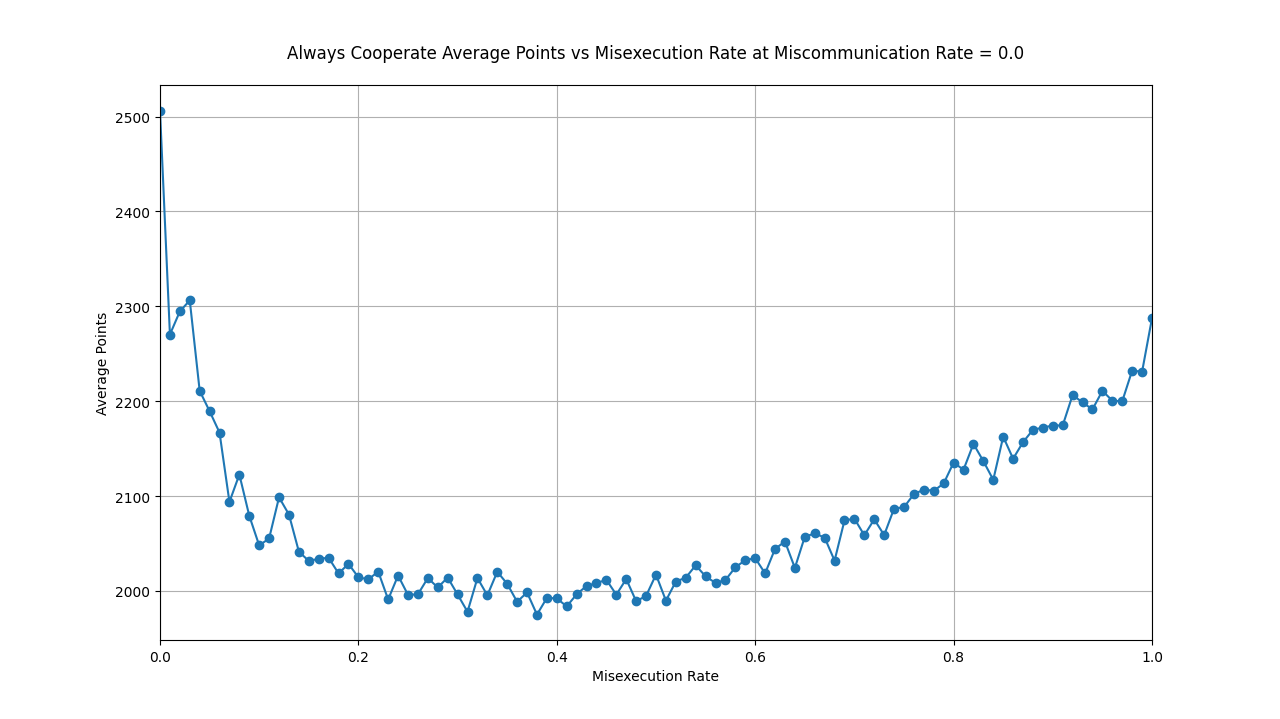 Always Cooperate Average Points vs Misexecution Rate at Miscommunication Rate = 0.0
2500
2400
2300
2200
2100
2000
Average Points
0.0 0.2 0.4 0.6 0.8 1.0
Misexecution Rate